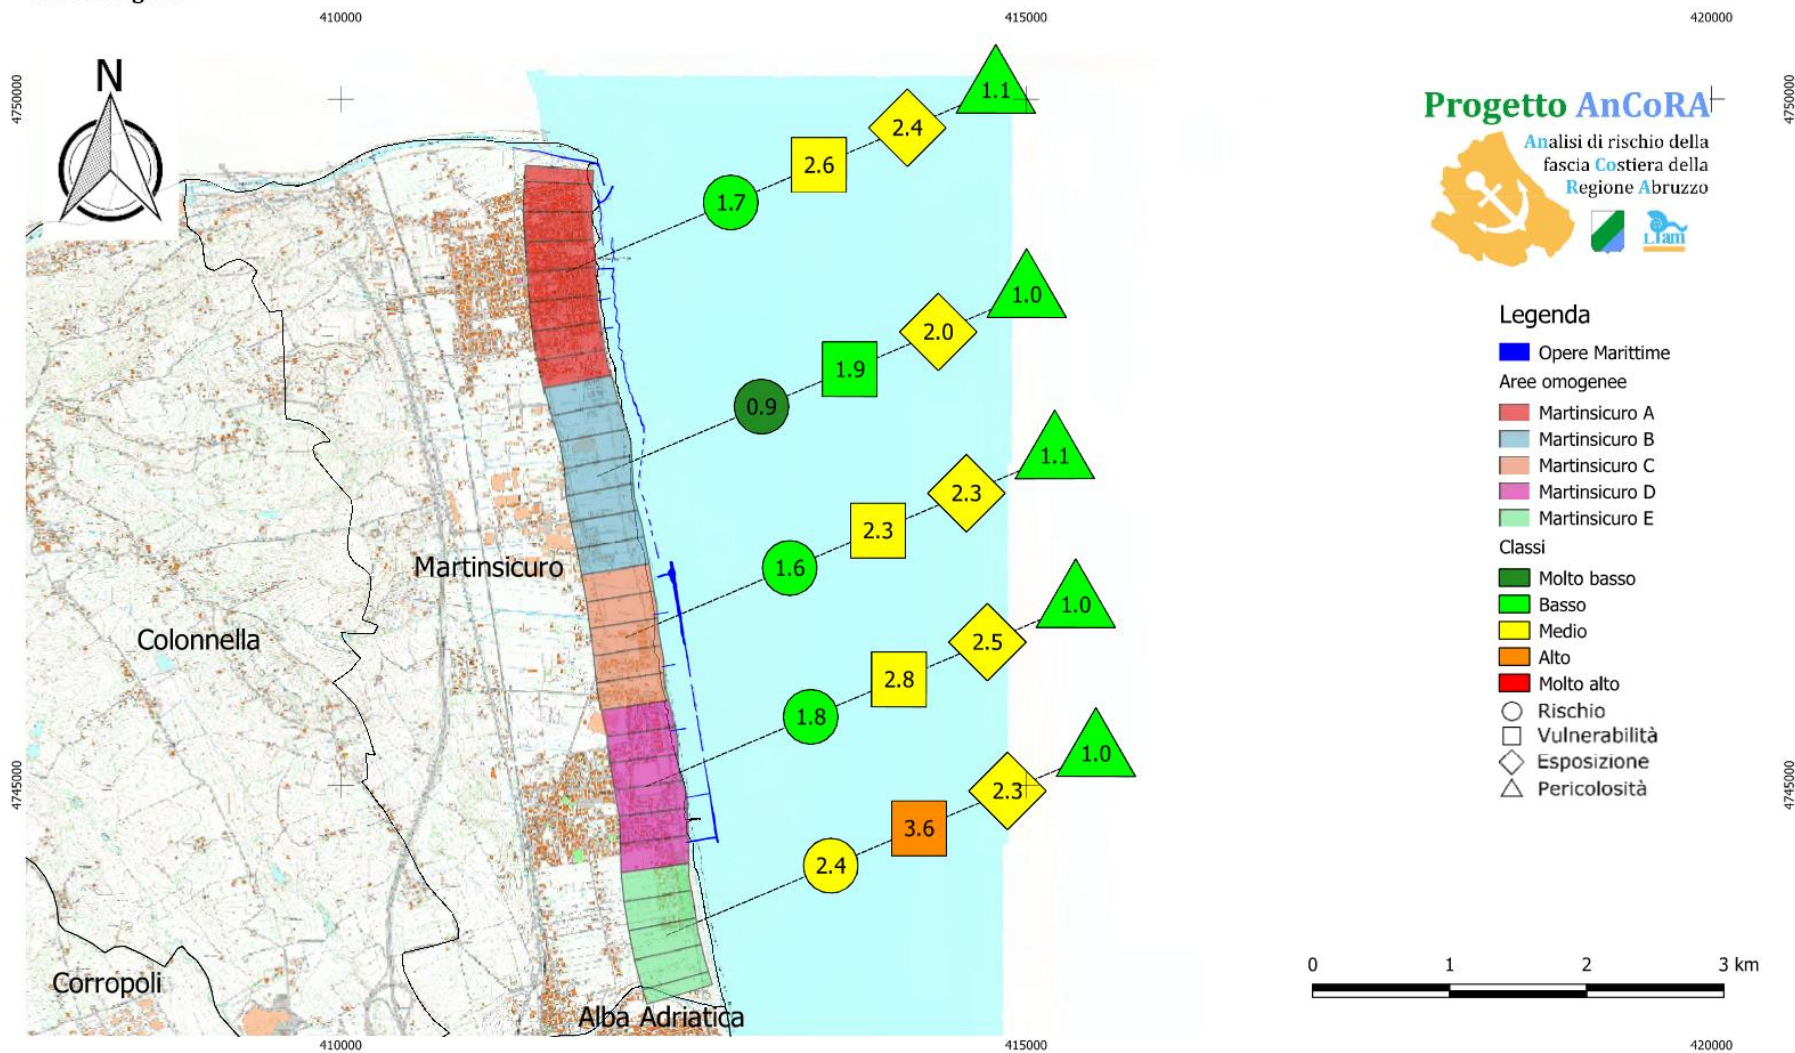 410000
415000
420000
4750000
4750000
N
1.1
2.4
2.6
1.7
Progetto AnCoRA
Analisi di rischio della
fascia Costiera della
Regione Abruzzo
L.Iam
1.0
2.0
1.9
0.9
1.1
2.3
2.3
1.6
1.0
2.5
2.8
1.8
1.0
2.3
3.6
2.4
Martinsicuro
Colonnella
Corropoli
Alba Adriatica
Legenda
Opere Marittime
Aree omogenee
Martinsicuro A
Martinsicuro B
Martinsicuro C
Martinsicuro D
Martinsicuro E
Classi
Molto basso
Basso
Medio
Alto
Molto alto
Rischio
Vulnerabilità
Esposizione
Pericolosità
4745000
4745000
0 1 2 3 km
410000
415000
420000